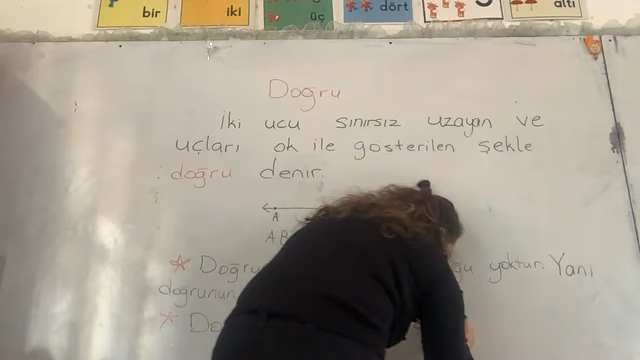 bir
iki
üç
dört
altı
Doğru
İki ucu sınırsız uzayan ve
uçları ok ile gösterilen şekle
doğru denir.
A
* Doğru yoktur. Yani
doğrunun
*